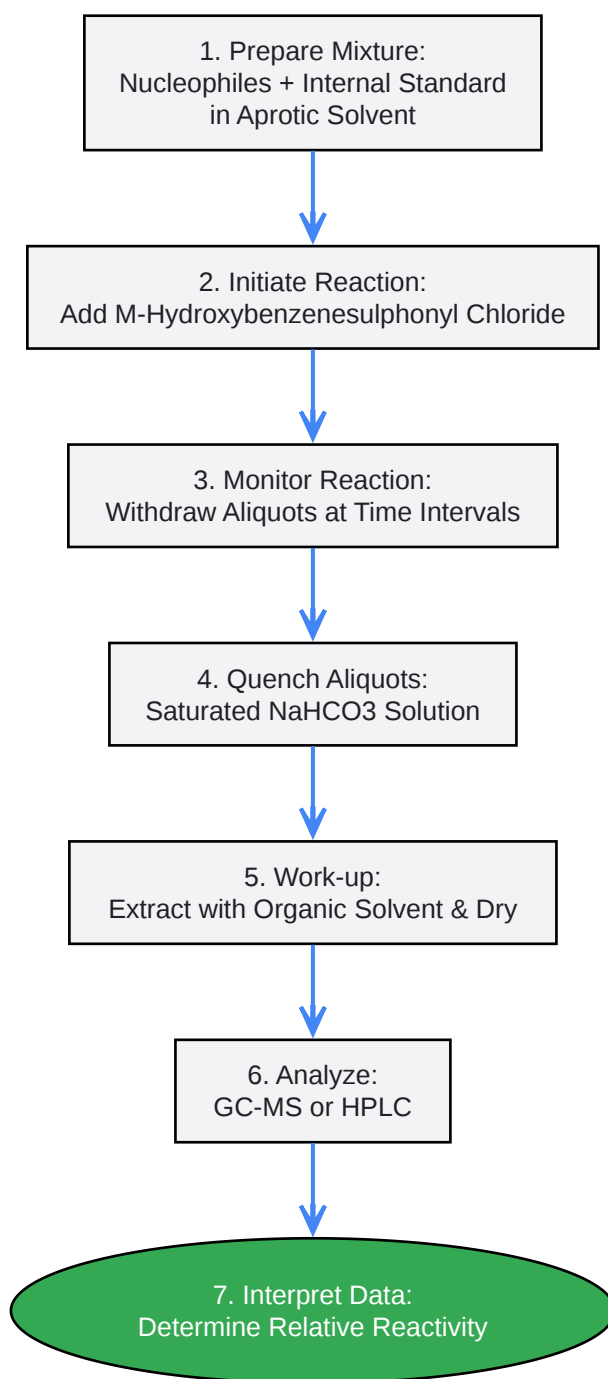 1. Prepare Mixture:
Nucleophiles + Internal Standard
in Aprotic Solvent
2. Initiate Reaction:
Add M-Hydroxybenzenesulphonyl Chloride
3. Monitor Reaction:
Withdraw Aliquots at Time Intervals
4. Quench Aliquots:
Saturated NaHCO3 Solution
5. Work-up:
Extract with Organic Solvent & Dry
6. Analyze:
GC-MS or HPLC
7. Interpret Data:
Determine Relative Reactivity